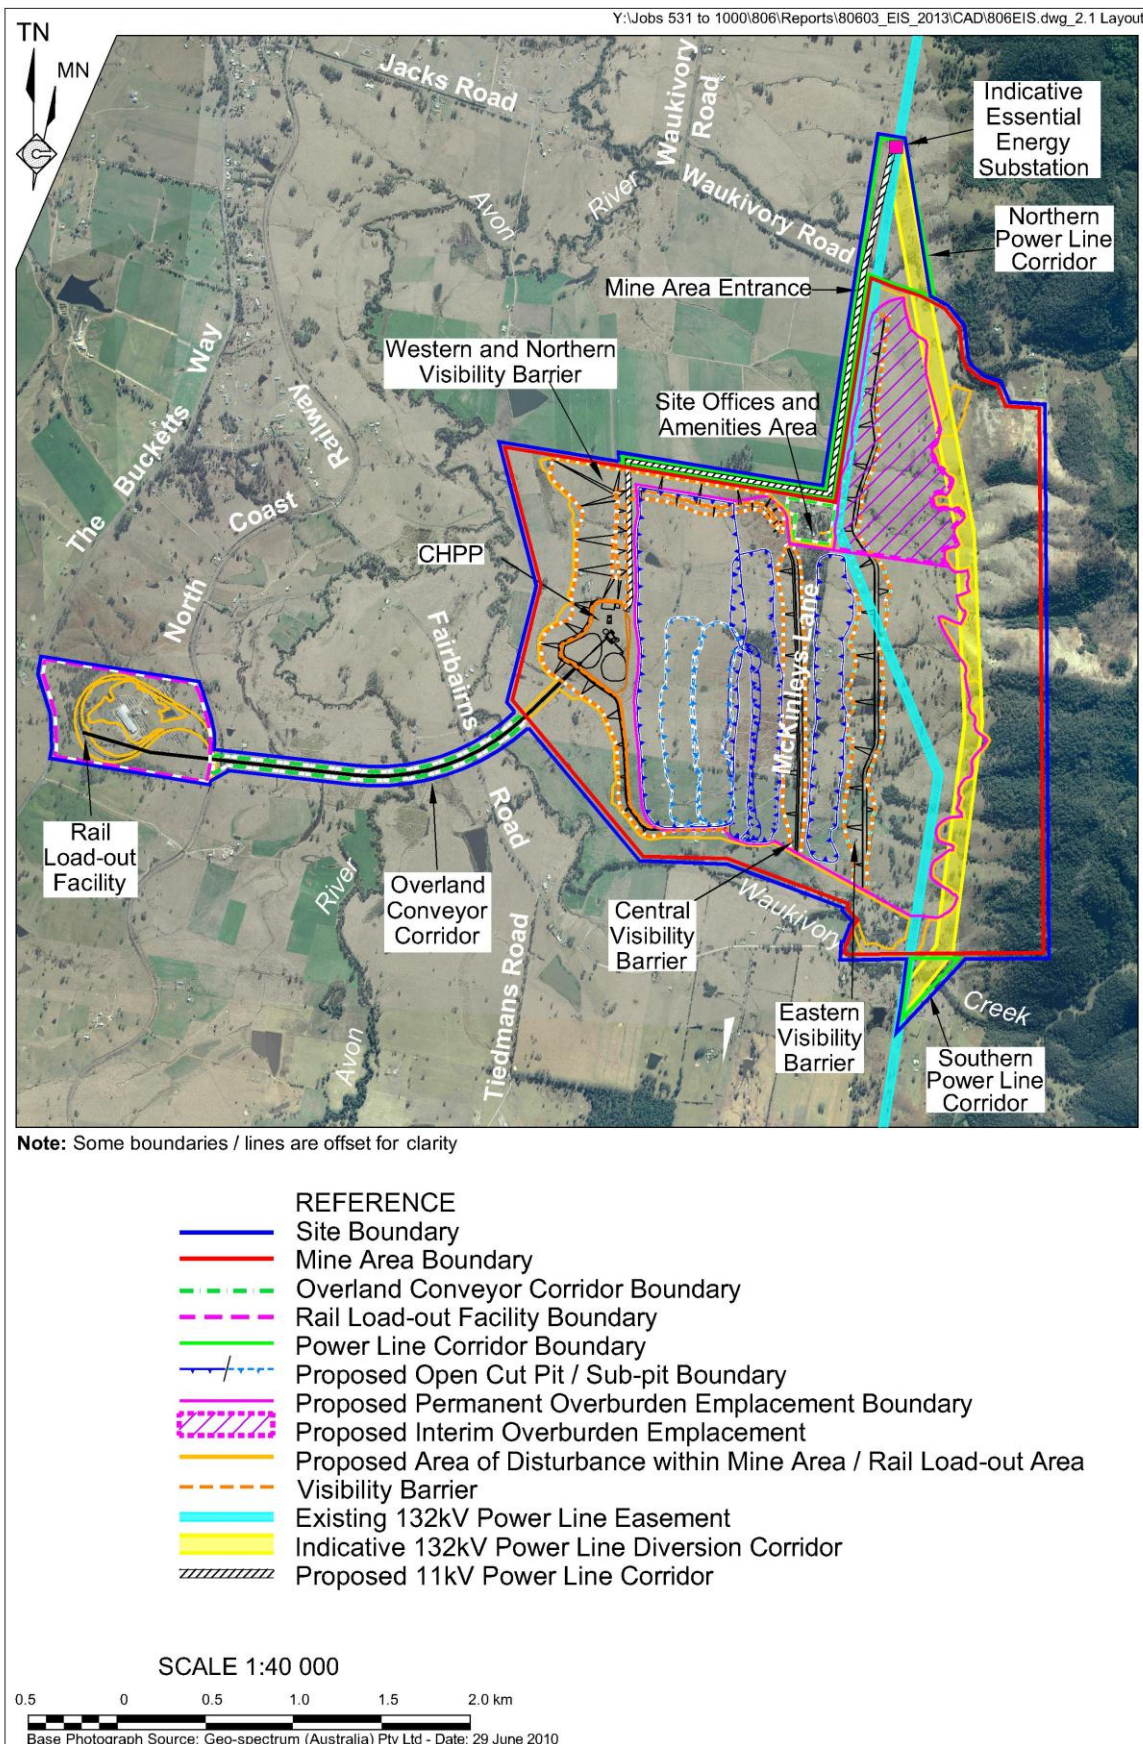 Y:\Jobs 531 to 1000\806\Reports\80603_EIS_2013\CAD\806EIS.dwg_2.1 Layout
TN
MN
Jacks Road
Waukivory
Road
Indicative
Essential
Energy
Substation
Avon
River
Waukivory Road
Northern
Power Line
Corridor
Mine Area Entrance
Western and Northern
Visibility Barrier
Site Offices and
Amenities Area
The Bucketts Way
North Coast Railway
CHPP
Fairbairns
Road
McKinleys Lane
Rail
Load-out
Facility
Overland
Conveyor
Corridor
Avon River
Tiedmans Road
Central
Visibility
Barrier
Waukivory
Creek
Eastern
Visibility
Barrier
Southern
Power Line
Corridor
Note: Some boundaries / lines are offset for clarity
REFERENCE
Site Boundary
Mine Area Boundary
Overland Conveyor Corridor Boundary
Rail Load-out Facility Boundary
Power Line Corridor Boundary
Proposed Open Cut Pit / Sub-pit Boundary
Proposed Permanent Overburden Emplacement Boundary
Proposed Interim Overburden Emplacement
Proposed Area of Disturbance within Mine Area / Rail Load-out Area
Visibility Barrier
Existing 132kV Power Line Easement
Indicative 132kV Power Line Diversion Corridor
Proposed 11kV Power Line Corridor
SCALE 1:40 000
0.5 0 0.5 1.0 1.5 2.0 km
Base Photograph Source: Geo-spectrum (Australia) Pty Ltd - Date: 29 June 2010